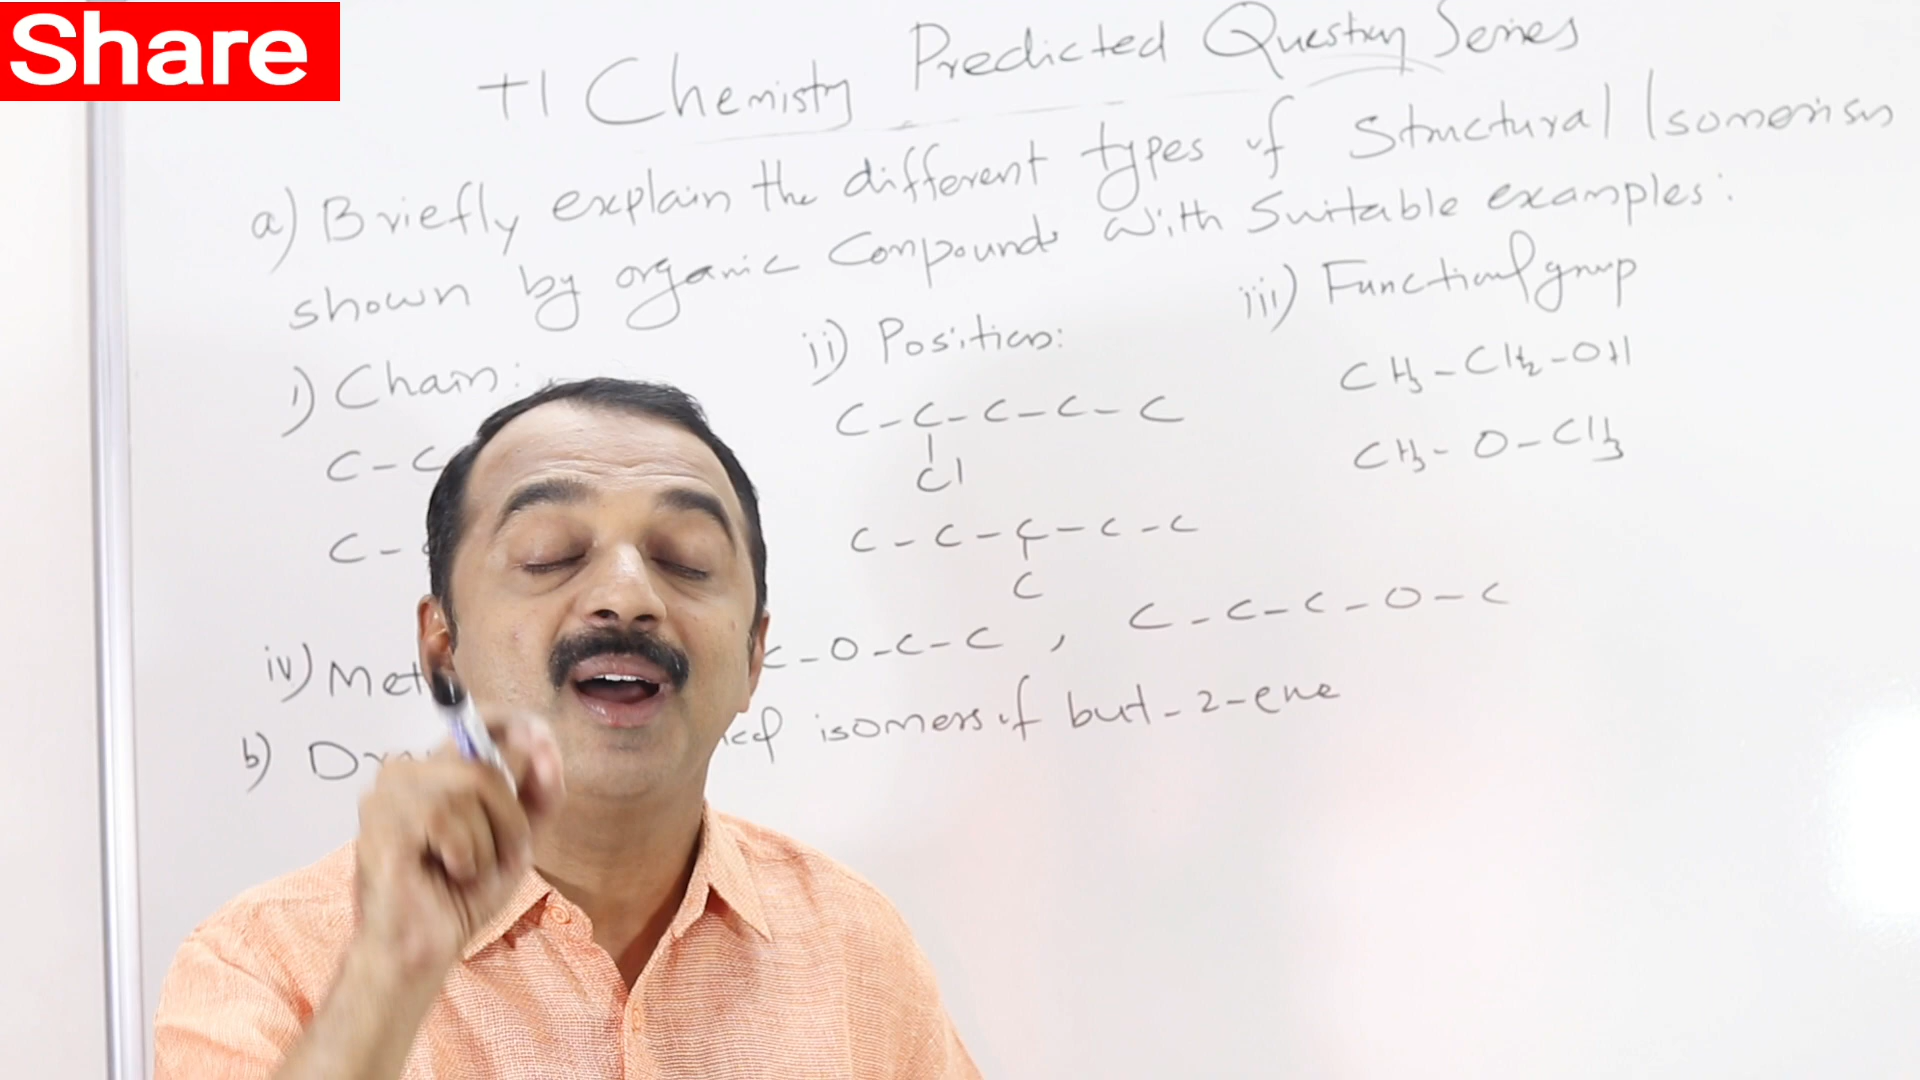 Share
+1 Chemistry Predicted Question Series
a) Briefly explain the different types of Structural Isomerism
shown by organic Compounds with Suitable examples:
i) Chain:
ii) Position:
iii) Functional group
C-C
C-C-C-C-C
Cl
CH3-CH2-OH
CH3-O-CH3
C-
C-C-C-C-C
C
iv) Met
C-O-C-C , C-C-C-O-C
b) isomers of but-2-ene